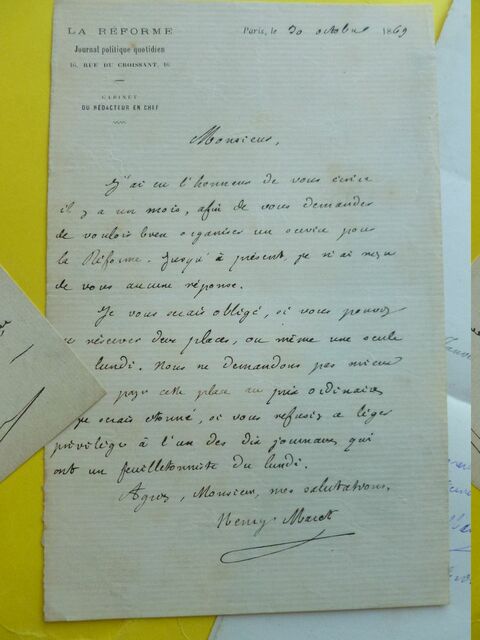 LA RÉFORME
Journal politique quotidien
16, RUE DU CROISSANT, 16
CABINET
DU RÉDACTEUR EN CHEF
Paris, le 30 octobre 1869
Monsieur,
J'ai eu l'honneur de vous écrire
il y a un mois, afin de vous demander
de vouloir bien organiser un service pour
la Réforme. Jusqu'à présent, je n'ai reçu
de vous aucune réponse.
Je vous serais obligé, si vous pouvez
réserver deux places, ou même une seule
lundi. Nous ne demandons pas mieux
payer cette place au prix ordinaire
je serais étonné, si vous refusiez ce léger
privilège à l'un des dix journaux qui
ont un feuilletonniste du lundi.
Agréez, Monsieur, mes salutations.
Henry Maret